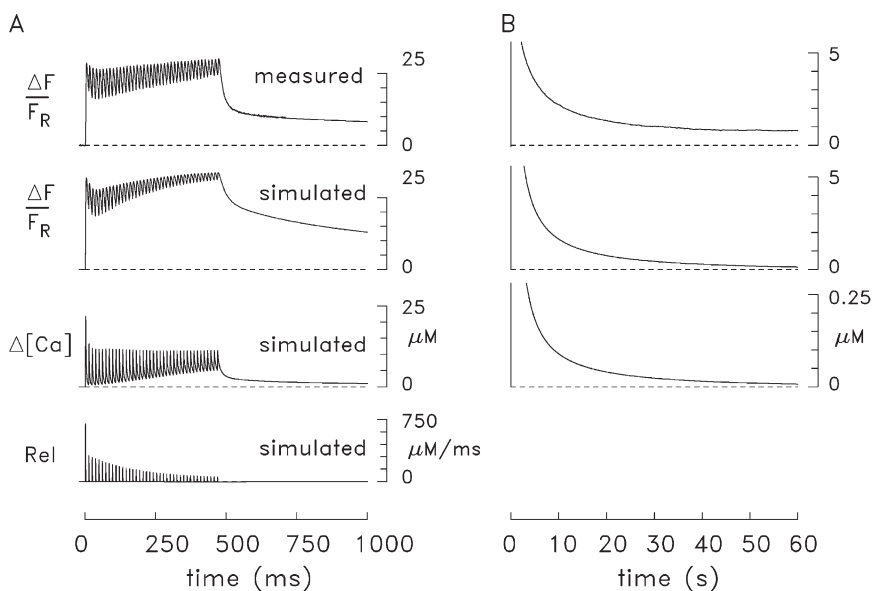 A
B
ΔF
F_R
measured
25
0
5
0
ΔF
F_R
simulated
25
0
5
0
Δ[Ca]
simulated
25
μM
0
0.25
μM
0
Rel
simulated
750
μM/ms
0
0 250 500 750 1000
time (ms)
0 10 20 30 40 50 60
time (s)